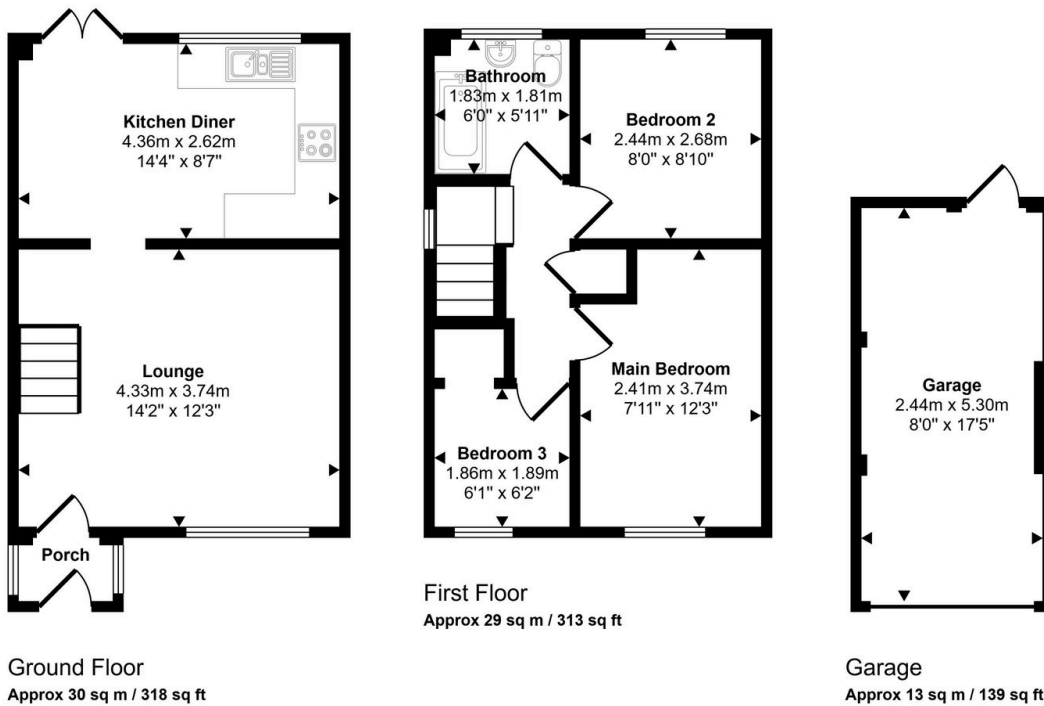 Kitchen Diner
4.36m x 2.62m
14'4" x 8'7"
Lounge
4.33m x 3.74m
14'2" x 12'3"
Porch
Ground Floor
Approx 30 sq m / 318 sq ft
Bathroom
1.83m x 1.81m
6'0" x 5'11"
Bedroom 2
2.44m x 2.68m
8'0" x 8'10"
Main Bedroom
2.41m x 3.74m
7'11" x 12'3"
Bedroom 3
1.86m x 1.89m
6'1" x 6'2"
First Floor
Approx 29 sq m / 313 sq ft
Garage
2.44m x 5.30m
8'0" x 17'5"
Garage
Approx 13 sq m / 139 sq ft